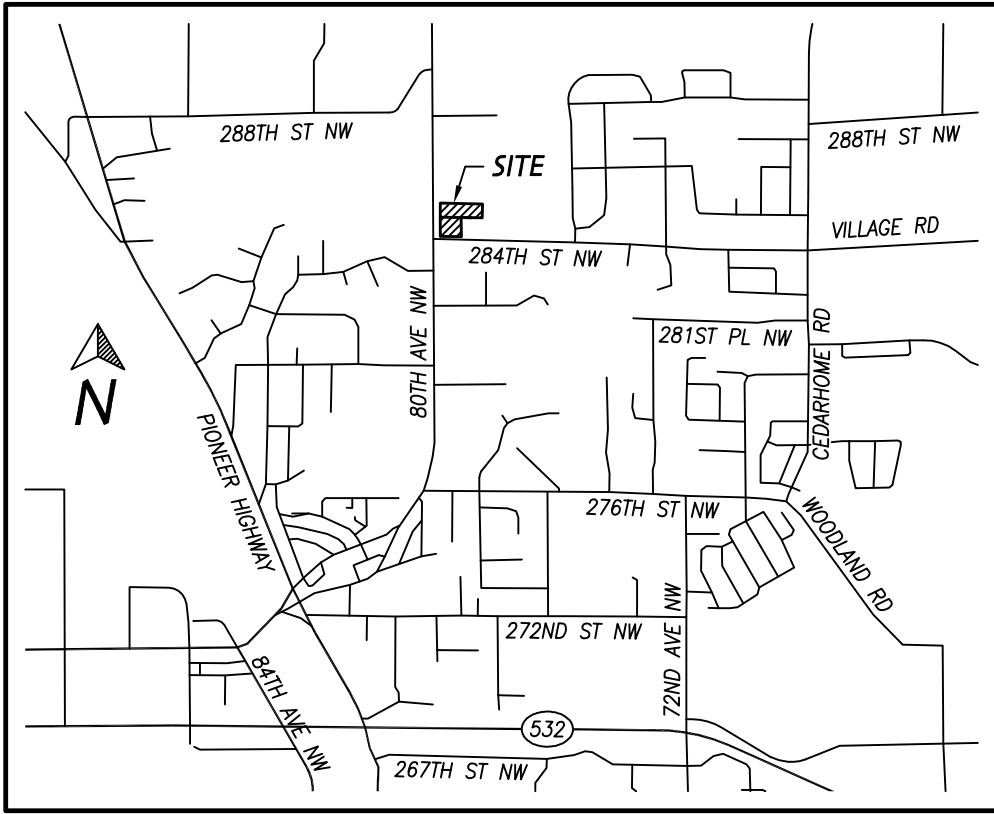 288TH ST NW
288TH ST NW
SITE
VILLAGE RD
284TH ST NW
80TH AVE NW
281ST PL NW
CEDARHOME RD
N
PIONEER HIGHWAY
276TH ST NW
WOODLAND RD
272ND ST NW
72ND AVE NW
84TH AVE NW
532
267TH ST NW